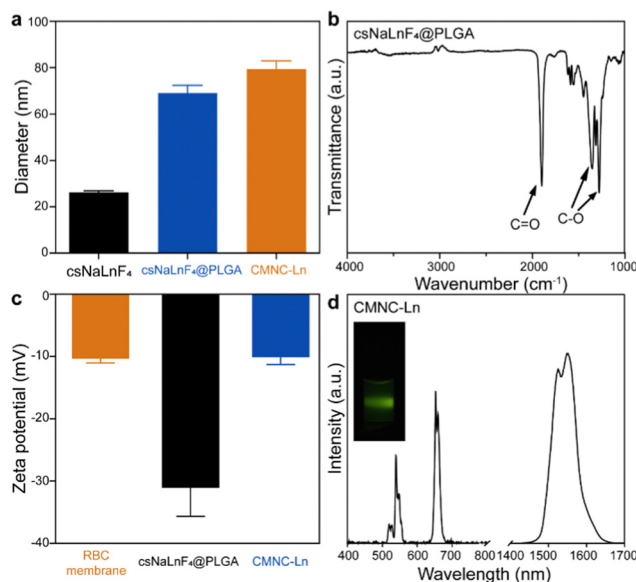 a
Diameter (nm)
100
80
60
40
20
0
csNaLnF₄
csNaLnF₄@PLGA
CMNC-Ln
b
csNaLnF₄@PLGA
Transmittance (a.u.)
C=O
C-O
4000
3000
2000
1000
Wavenumber (cm⁻¹)
c
Zeta potential (mV)
0
-10
-20
-30
-40
RBC
membrane
csNaLnF₄@PLGA
CMNC-Ln
d
CMNC-Ln
Intensity (a.u.)
400 500 600 700 800
1400 1500 1600 1700
Wavelength (nm)